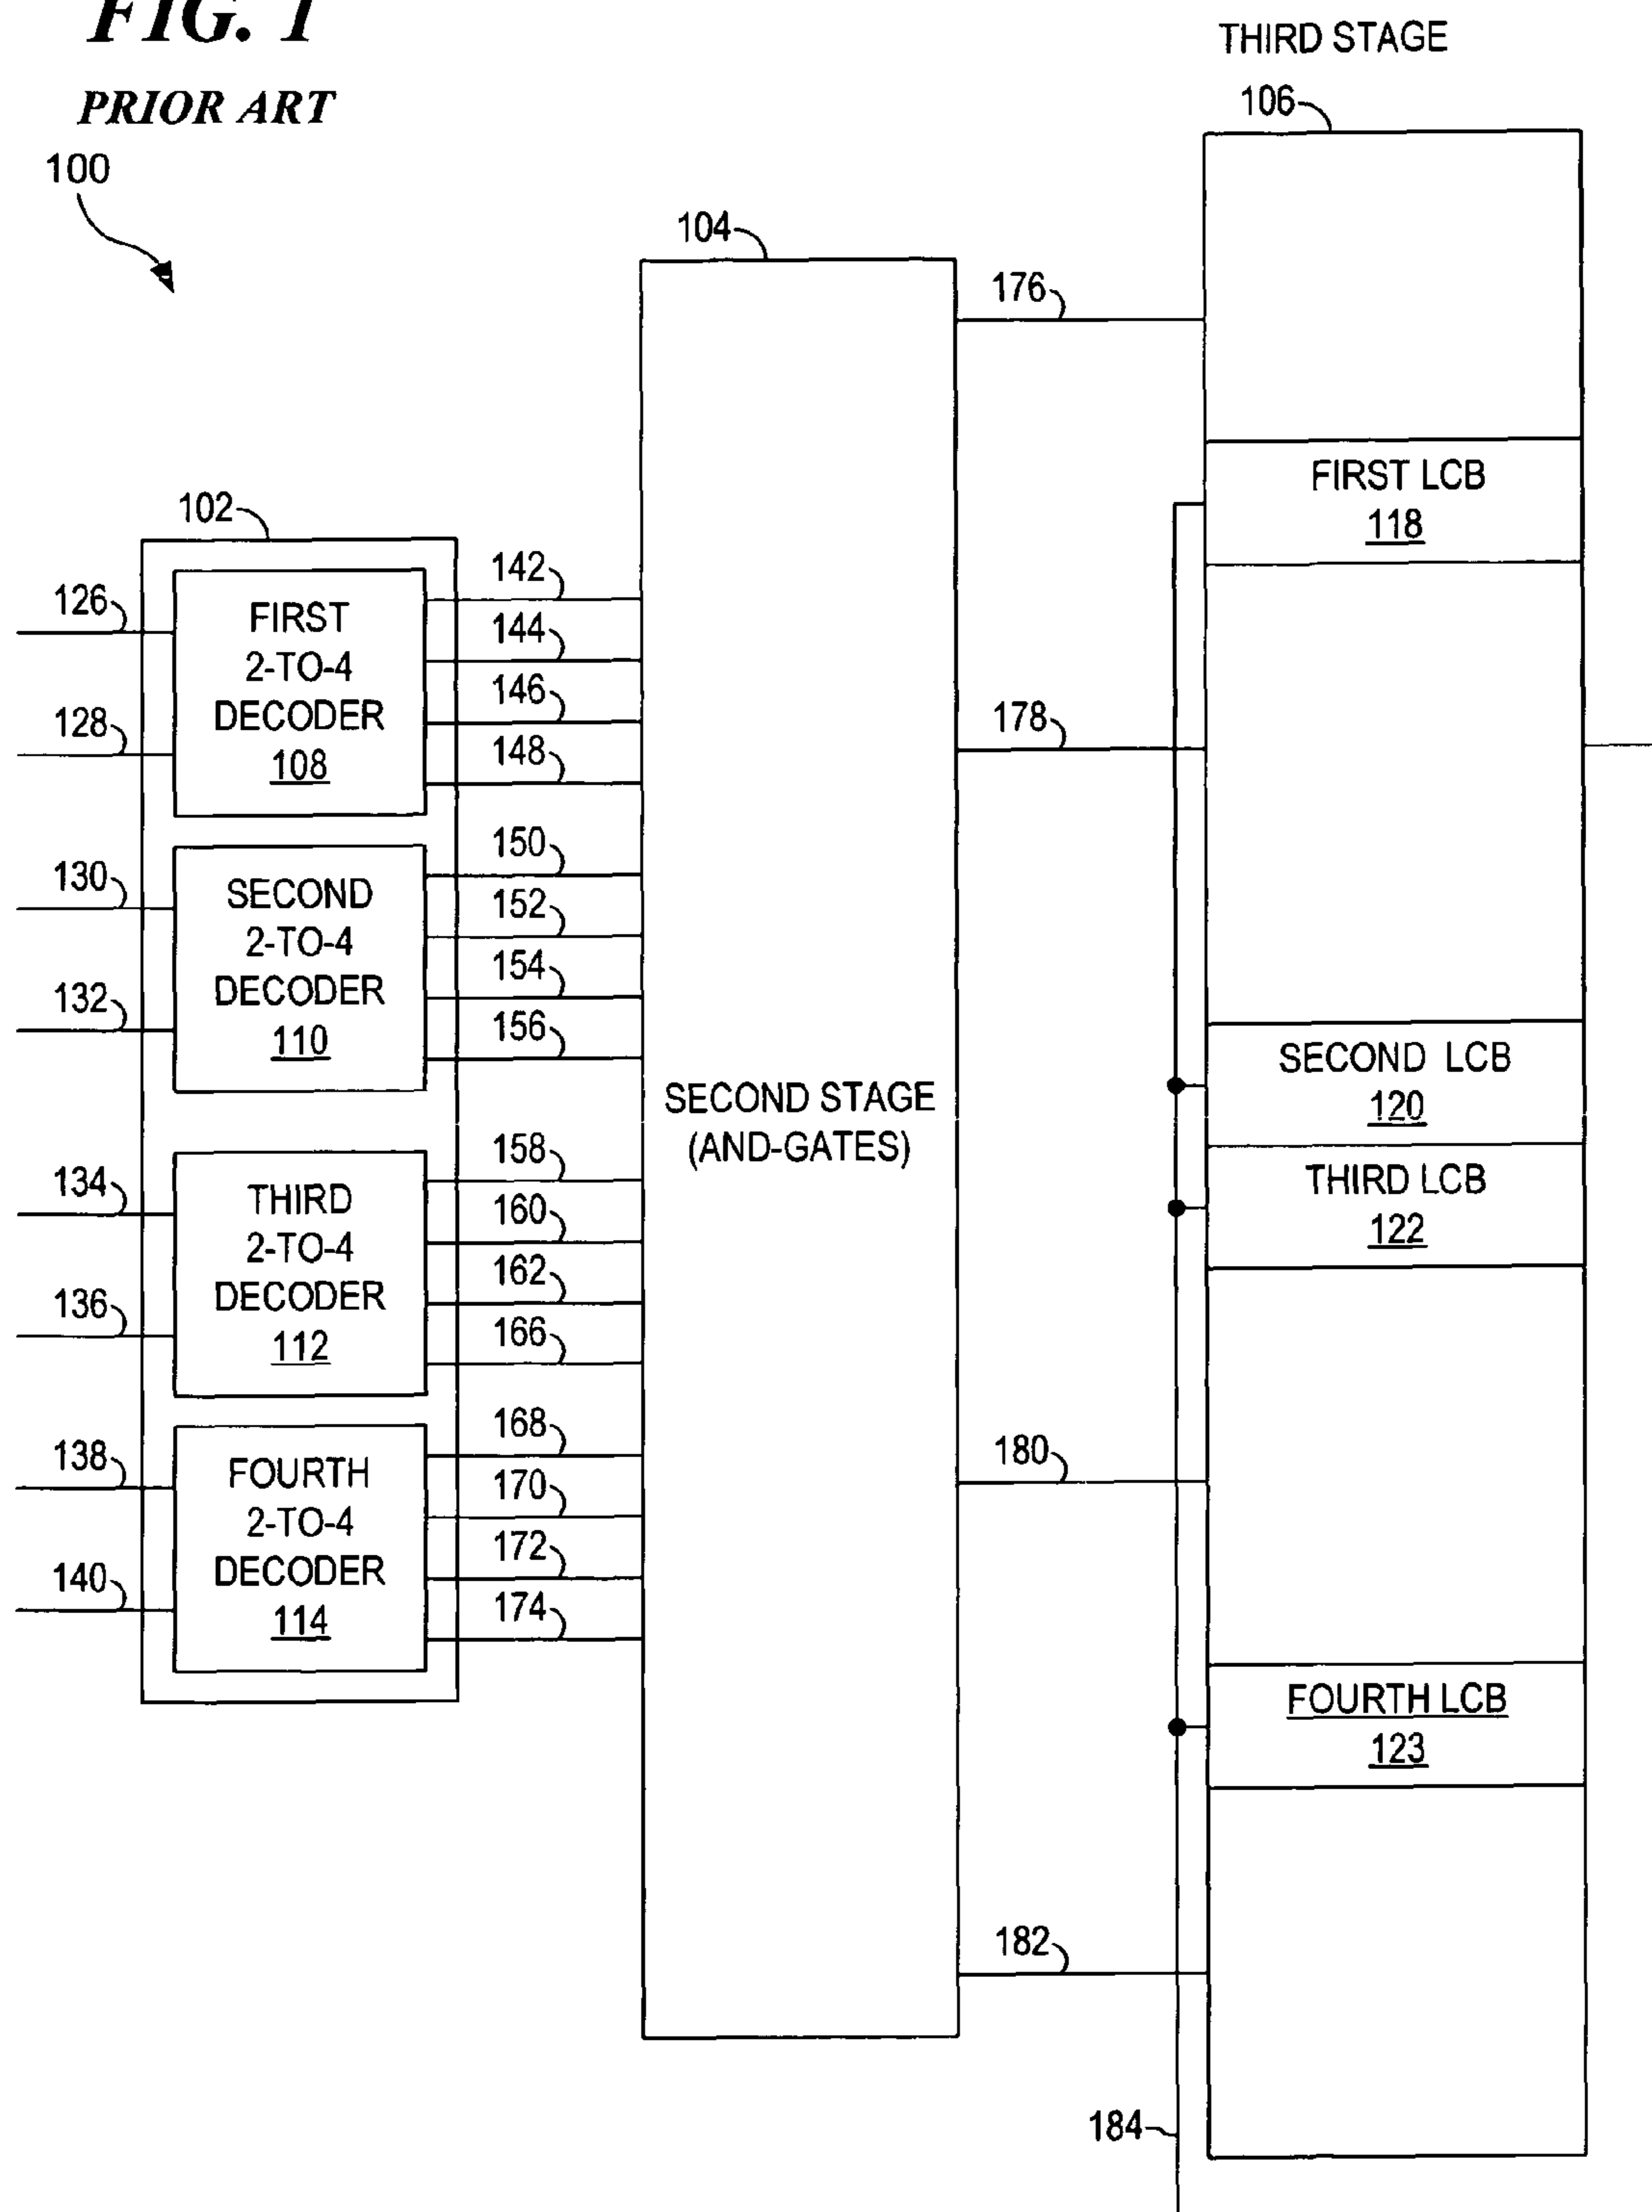 FIG. 1
PRIOR ART
100
THIRD STAGE
106
104
176
FIRST LCB
118
102
126
128
FIRST
2-TO-4
DECODER
108
142
144
146
148
178
130
132
SECOND
2-TO-4
DECODER
110
150
152
154
156
SECOND STAGE
(AND-GATES)
SECOND LCB
120
THIRD LCB
122
134
136
THIRD
2-TO-4
DECODER
112
158
160
162
166
138
140
FOURTH
2-TO-4
DECODER
114
168
170
172
174
180
FOURTH LCB
123
182
184